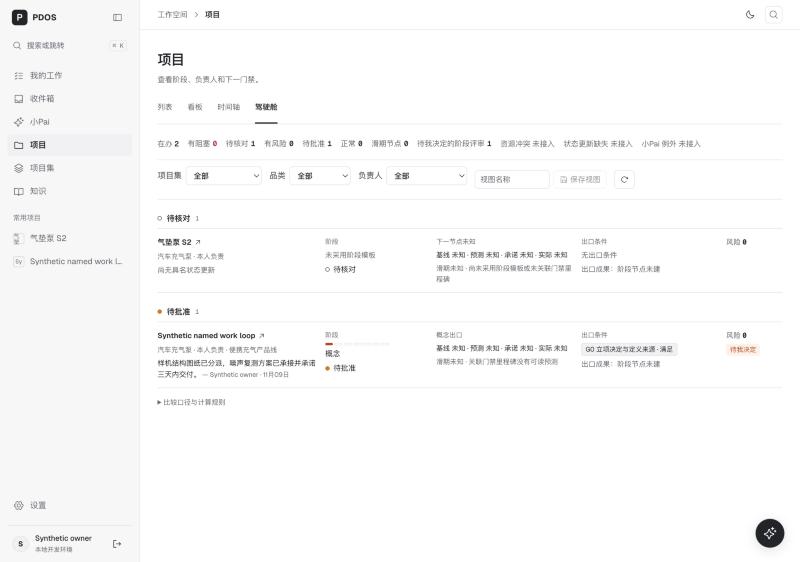 P PDOS
搜索或跳转 ⌘ K
我的工作
收件箱
小Pai
项目
项目集
知识
常用项目
气垫泵 S2
Sy Synthetic named work l...
设置
S Synthetic owner
本地开发环境
工作空间 > 项目
项目
查看阶段、负责人和下一门禁。
列表 看板 时间轴 驾驶舱
在办 2 有阻塞 0 待核对 1 有风险 0 待批准 1 正常 0 滑期节点 0 待我决定的阶段评审 1 资源冲突 未接入 状态更新缺失 未接入 小Pai 例外 未接入
项目集 全部 品类 全部 负责人 全部 视图名称 保存视图
待核对 1
气垫泵 S2 ↗
汽车充气泵 · 本人负责
尚无具名状态更新
阶段
未采用阶段模板
待核对
下一节点未知
基线 未知 · 预测 未知 · 承诺 未知 · 实际 未知
滑期未知 · 尚未采用阶段模板或未关联门禁里
程碑
出口条件
无出口条件
出口成果: 阶段节点未建
风险 0
待批准 1
Synthetic named work loop ↗
汽车充气泵 · 本人负责 · 便携充气产品线
样机结构图纸已分派，噪声复测方案已承接并承诺
三天内交付。 — Synthetic owner · 11月09日
阶段
概念
待批准
概念出口
基线 未知 · 预测 未知 · 承诺 未知 · 实际 未知
滑期未知 · 关联门禁里程碑没有可读预测
出口条件
G0 立项决定与定义来源 · 满足
出口成果: 阶段节点未建
风险 0
待我决定
▶ 比较口径与计算规则